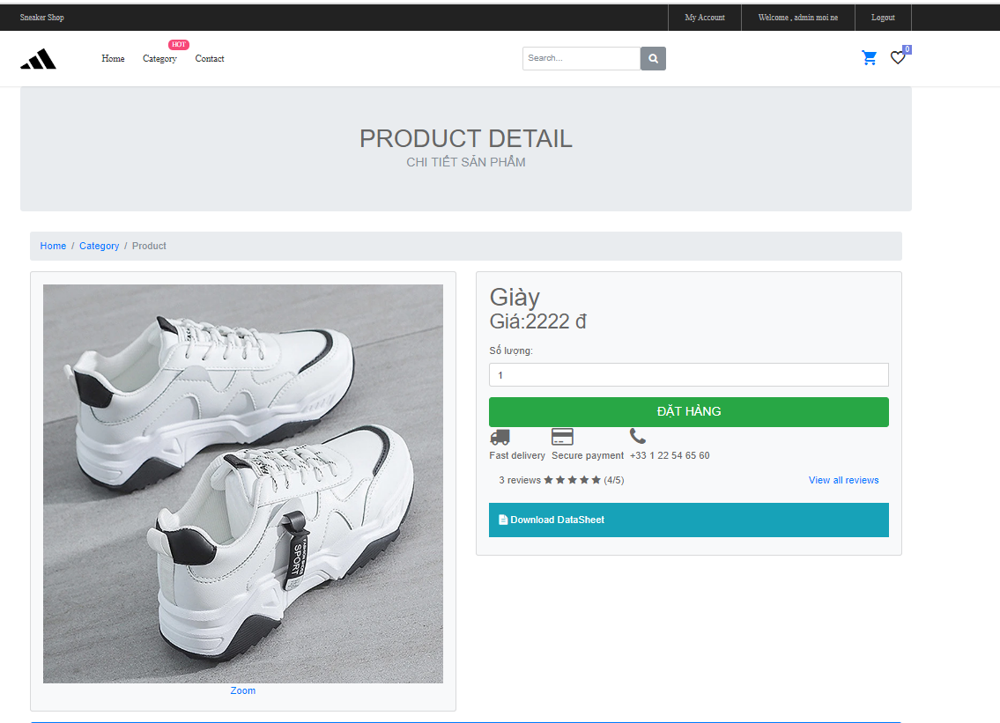 Sneaker Shop
My Account
Welcome , admin moi ne
Logout
HOT
Home Category Contact
Search...
0
PRODUCT DETAIL
CHI TIẾT SẢN PHẨM
Home / Category / Product
Giày
Giá:2222 đ
Số lượng:
1
ĐẶT HÀNG
Fast delivery Secure payment +33 1 22 54 65 60
3 reviews ★★★★★ (4/5) View all reviews
Download DataSheet
SPORT
Zoom